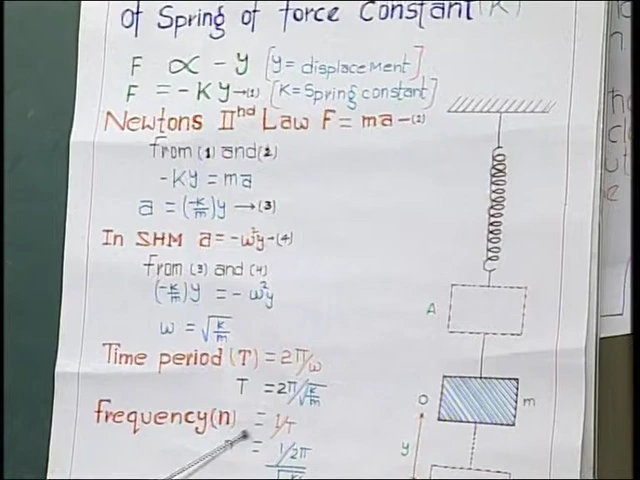 of Spring of force Constant (K)
F ∝ - y [y = displacement]
F = - K y → (1) [K = Spring constant]
Newtons IInd Law F = ma - (2)
from (1) and (2)
-Ky = ma
a = (-K/m) y → (3)
In SHM a = -ω²y - (4)
from (3) and (4)
(-K/m) y = - ω²y
ω = √K/m
Time period (T) = 2π/ω
T = 2π/√K/m
frequency (n) = 1/T
= 1/2π
A
O
m
y